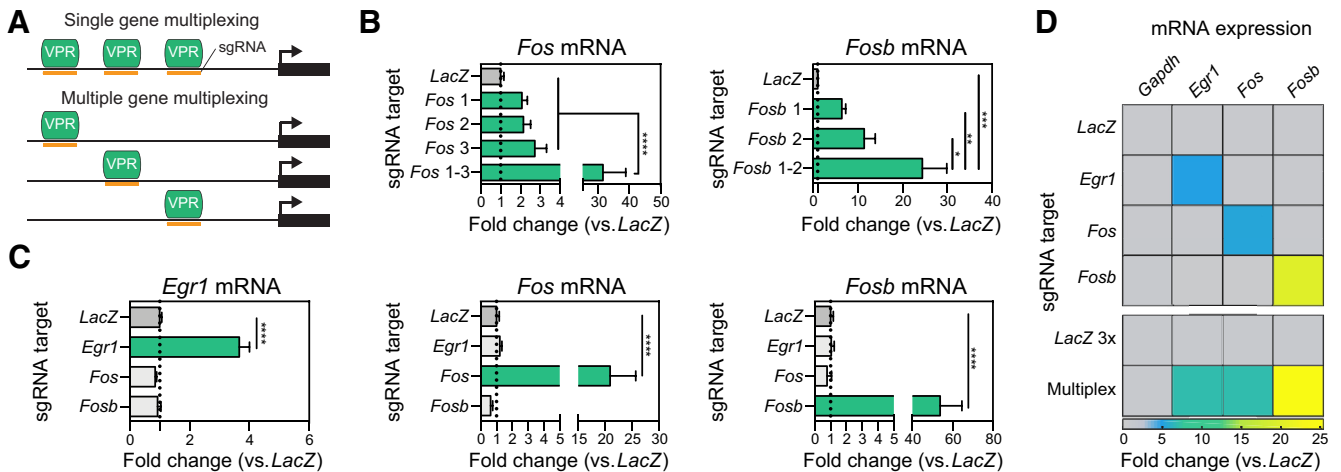 A
Single gene multiplexing
VPR VPR VPR sgRNA
Multiple gene multiplexing
VPR
VPR
VPR
B
Fos mRNA
sgRNA target
LacZ
Fos 1
Fos 2
Fos 3
Fos 1-3
****
0 1 2 3 4 30 40 50
Fold change (vs. LacZ)
Fosb mRNA
sgRNA target
LacZ
Fosb 1
Fosb 2
Fosb 1-2
* ** ***
0 10 20 30 40
Fold change (vs. LacZ)
C
Egr1 mRNA
sgRNA target
LacZ
Egr1
Fos
Fosb
****
0 2 4 6
Fold change (vs. LacZ)
Fos mRNA
sgRNA target
LacZ
Egr1
Fos
Fosb
****
0 1 2 3 4 5 15 20 25 30
Fold change (vs. LacZ)
Fosb mRNA
sgRNA target
LacZ
Egr1
Fos
Fosb
****
0 1 2 3 4 5 40 60 80
Fold change (vs. LacZ)
D
mRNA expression
Gapdh Egr1 Fos Fosb
sgRNA target
LacZ
Egr1
Fos
Fosb
LacZ 3x
Multiplex
0 5 10 15 20 25
Fold change (vs. LacZ)